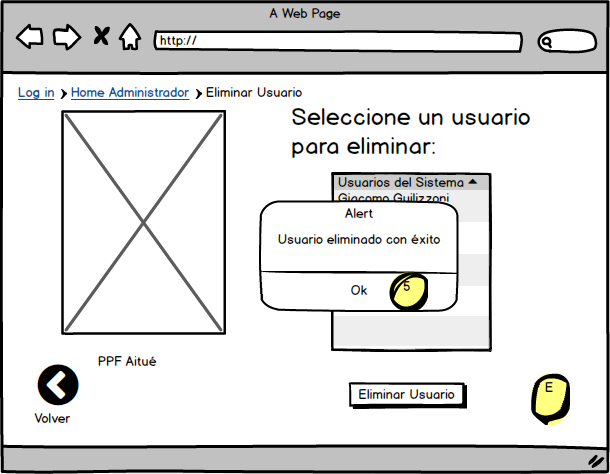 A Web Page
http://
Log in Home Administrador Eliminar Usuario
Seleccione un usuario
para eliminar:
Usuarios del Sistema
Giacomo Guilizzoni
Alert
Usuario eliminado con éxito
Ok
5
PPF Aitué
Volver
Eliminar Usuario
E